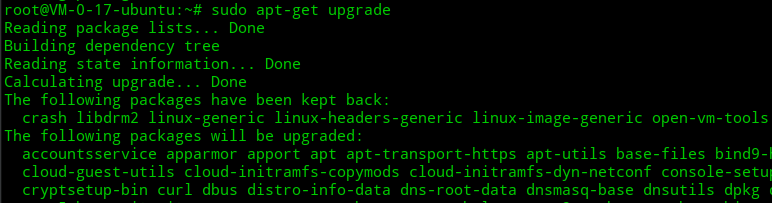 root@VM-0-17-ubuntu:~# sudo apt-get upgrade
Reading package lists... Done
Building dependency tree
Reading state information... Done
Calculating upgrade... Done
The following packages have been kept back:
crash libdrm2 linux-generic linux-headers-generic linux-image-generic open-vm-tools
The following packages will be upgraded:
accountsservice apparmor apport apt apt-transport-https apt-utils base-files
cloud-guest-utils cloud-initramfs-copymods cloud-initramfs-dyn-netconf console-setup
cryptsetup-bin curl dbus distro-info-data dns-root-data dnsmasq-base dnsutils dpkg